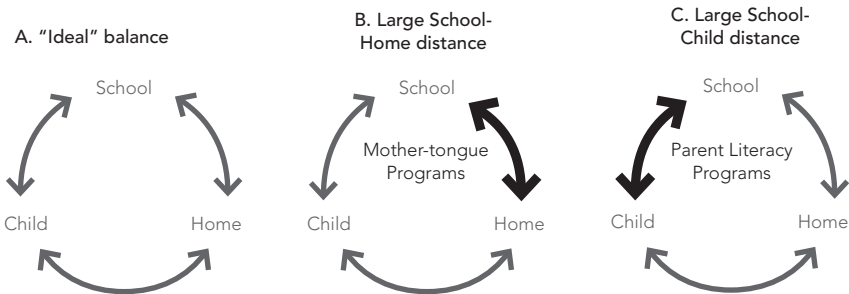 A. “Ideal” balance
School
Child
Home
B. Large School-
Home distance
School
Mother-tongue
Programs
Child
Home
C. Large School-
Child distance
School
Parent Literacy
Programs
Child
Home